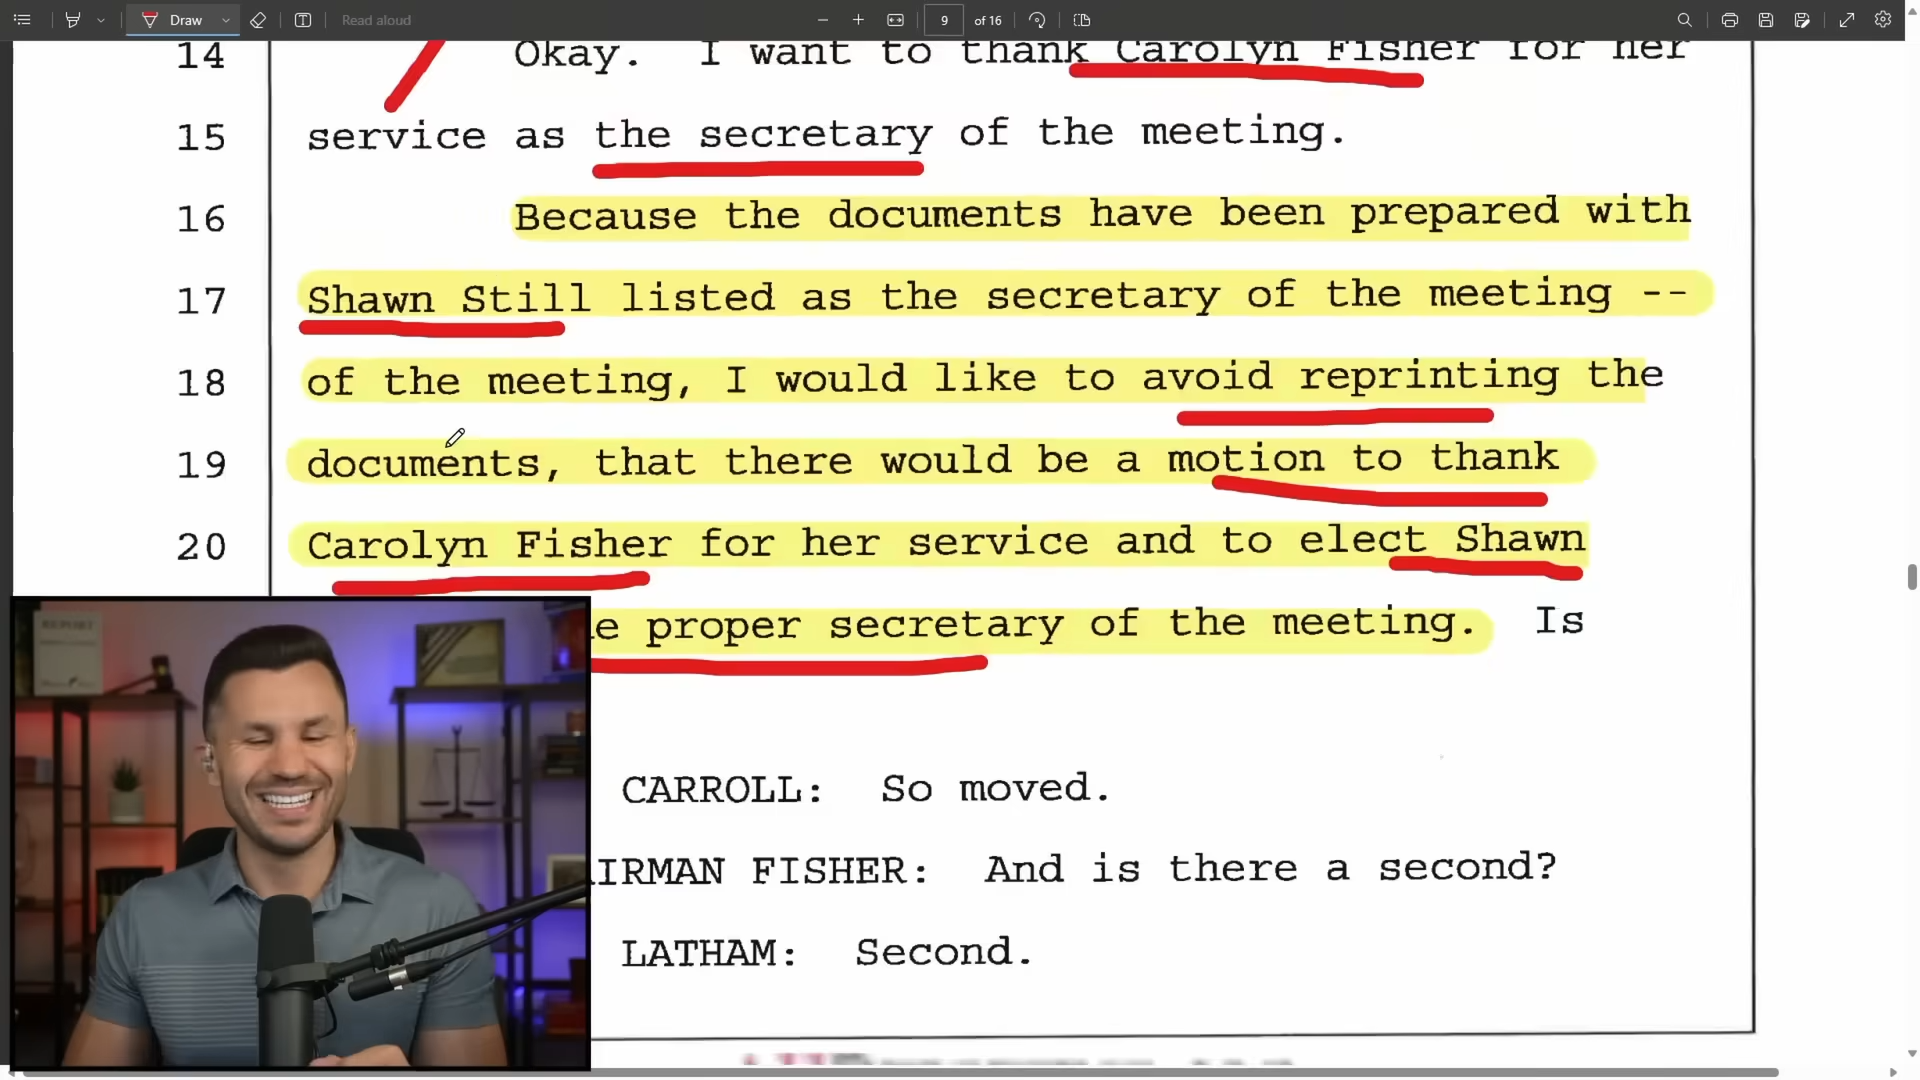 Draw
Read aloud
9 of 16
14 Okay. I want to thank Carolyn Fisher for her
15 service as the secretary of the meeting.
16 Because the documents have been prepared with
17 Shawn Still listed as the secretary of the meeting --
18 of the meeting, I would like to avoid reprinting the
19 documents, that there would be a motion to thank
20 Carolyn Fisher for her service and to elect Shawn
e proper secretary of the meeting. Is
CARROLL: So moved.
IRMAN FISHER: And is there a second?
LATHAM: Second.
REPORT